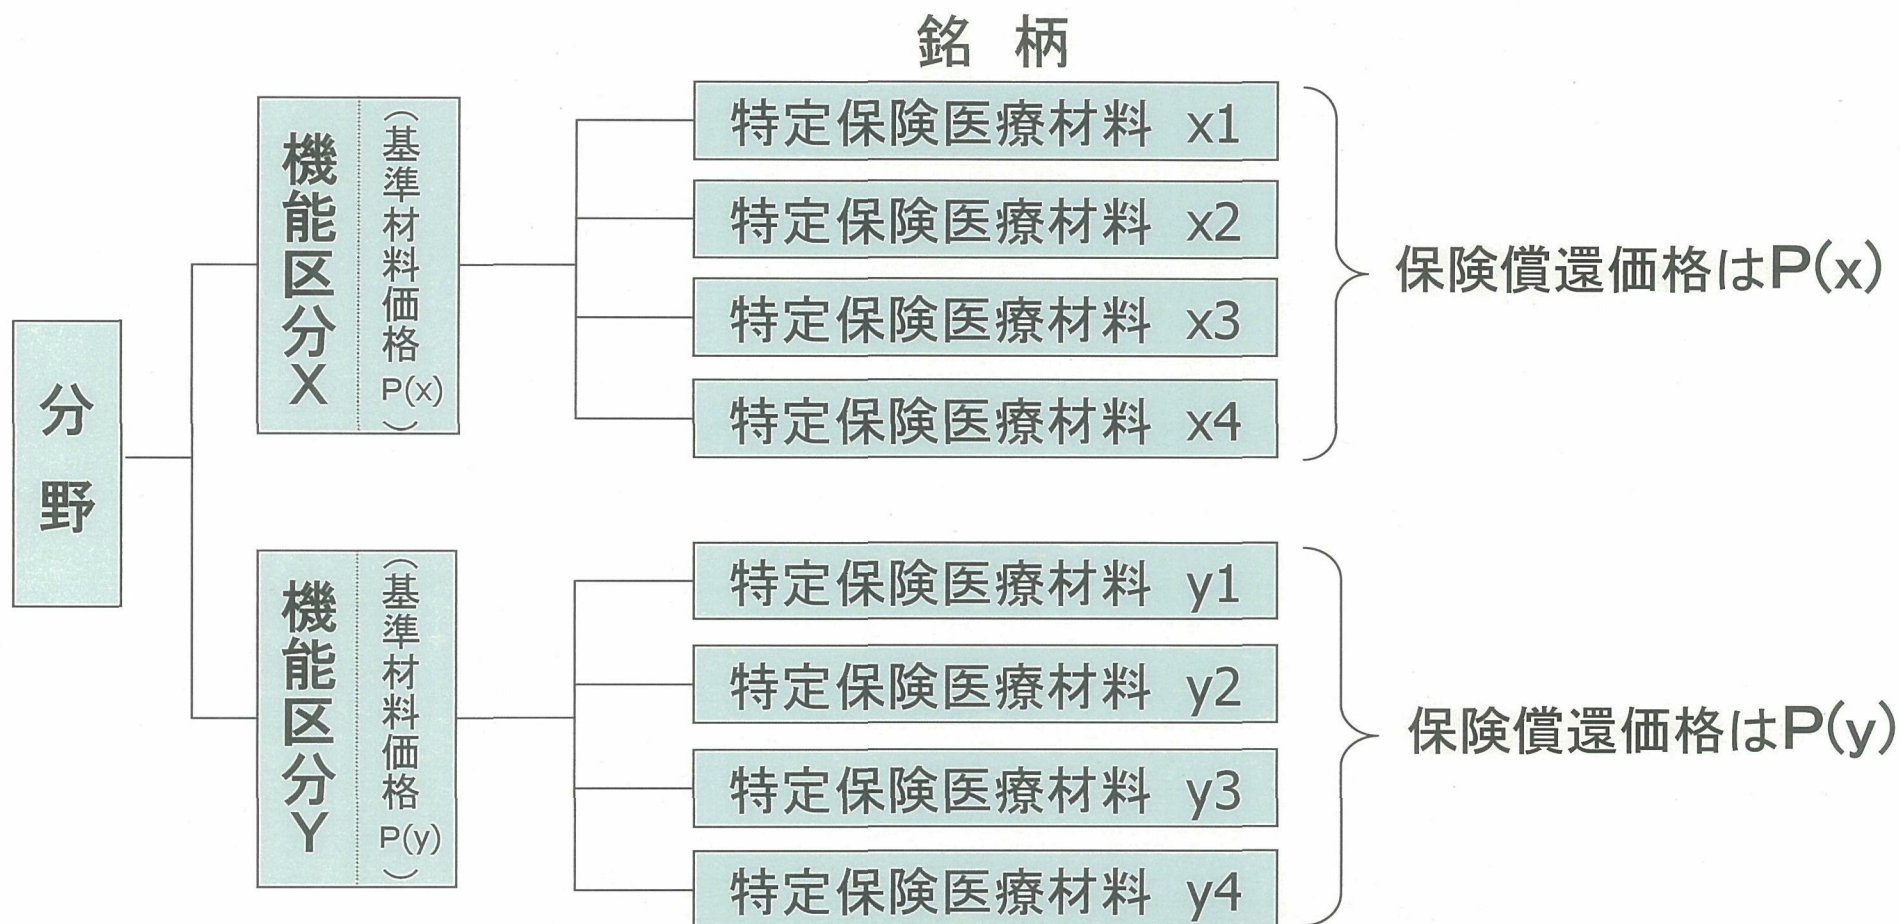 銘 柄
分野
機能区分X
(基準材料価格P(x))
特定保険医療材料 x1
特定保険医療材料 x2
特定保険医療材料 x3
特定保険医療材料 x4
保険償還価格はP(x)
機能区分Y
(基準材料価格P(y))
特定保険医療材料 y1
特定保険医療材料 y2
特定保険医療材料 y3
特定保険医療材料 y4
保険償還価格はP(y)